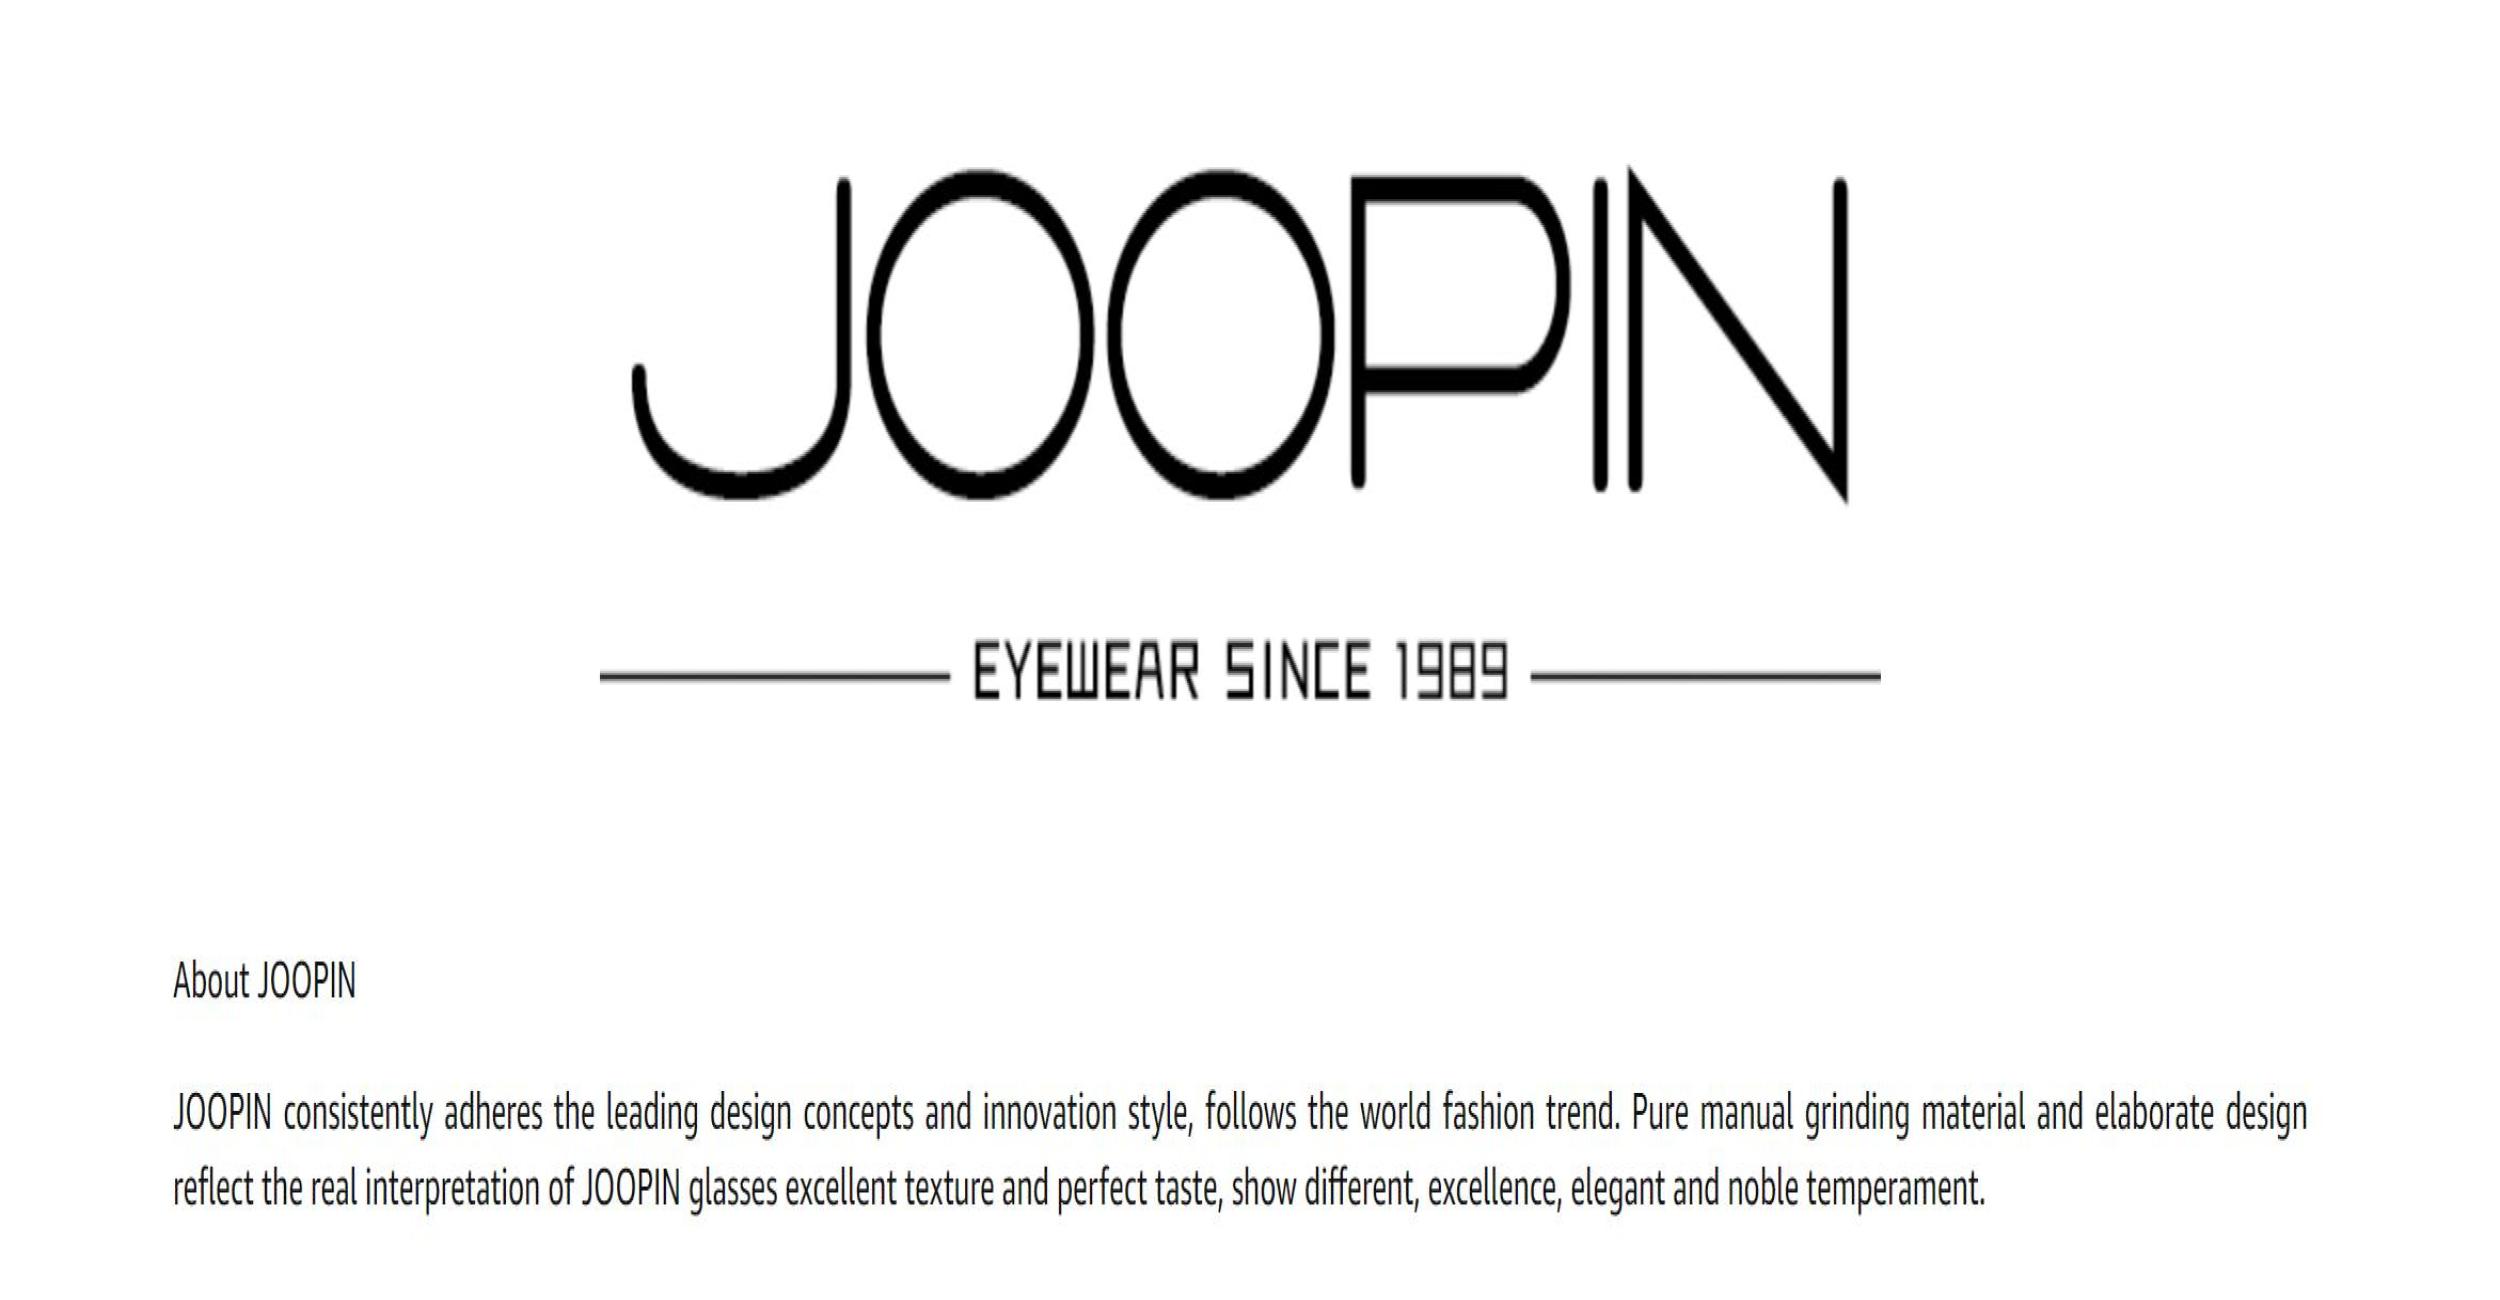 JOOPIN
EYEWEAR SINCE 1989
About JOOPIN
JOOPIN consistently adheres the leading design concepts and innovation style, follows the world fashion trend. Pure manual grinding material and elaborate design
reflect the real interpretation of JOOPIN glasses excellent texture and perfect taste, show different, excellence, elegant and noble temperament.